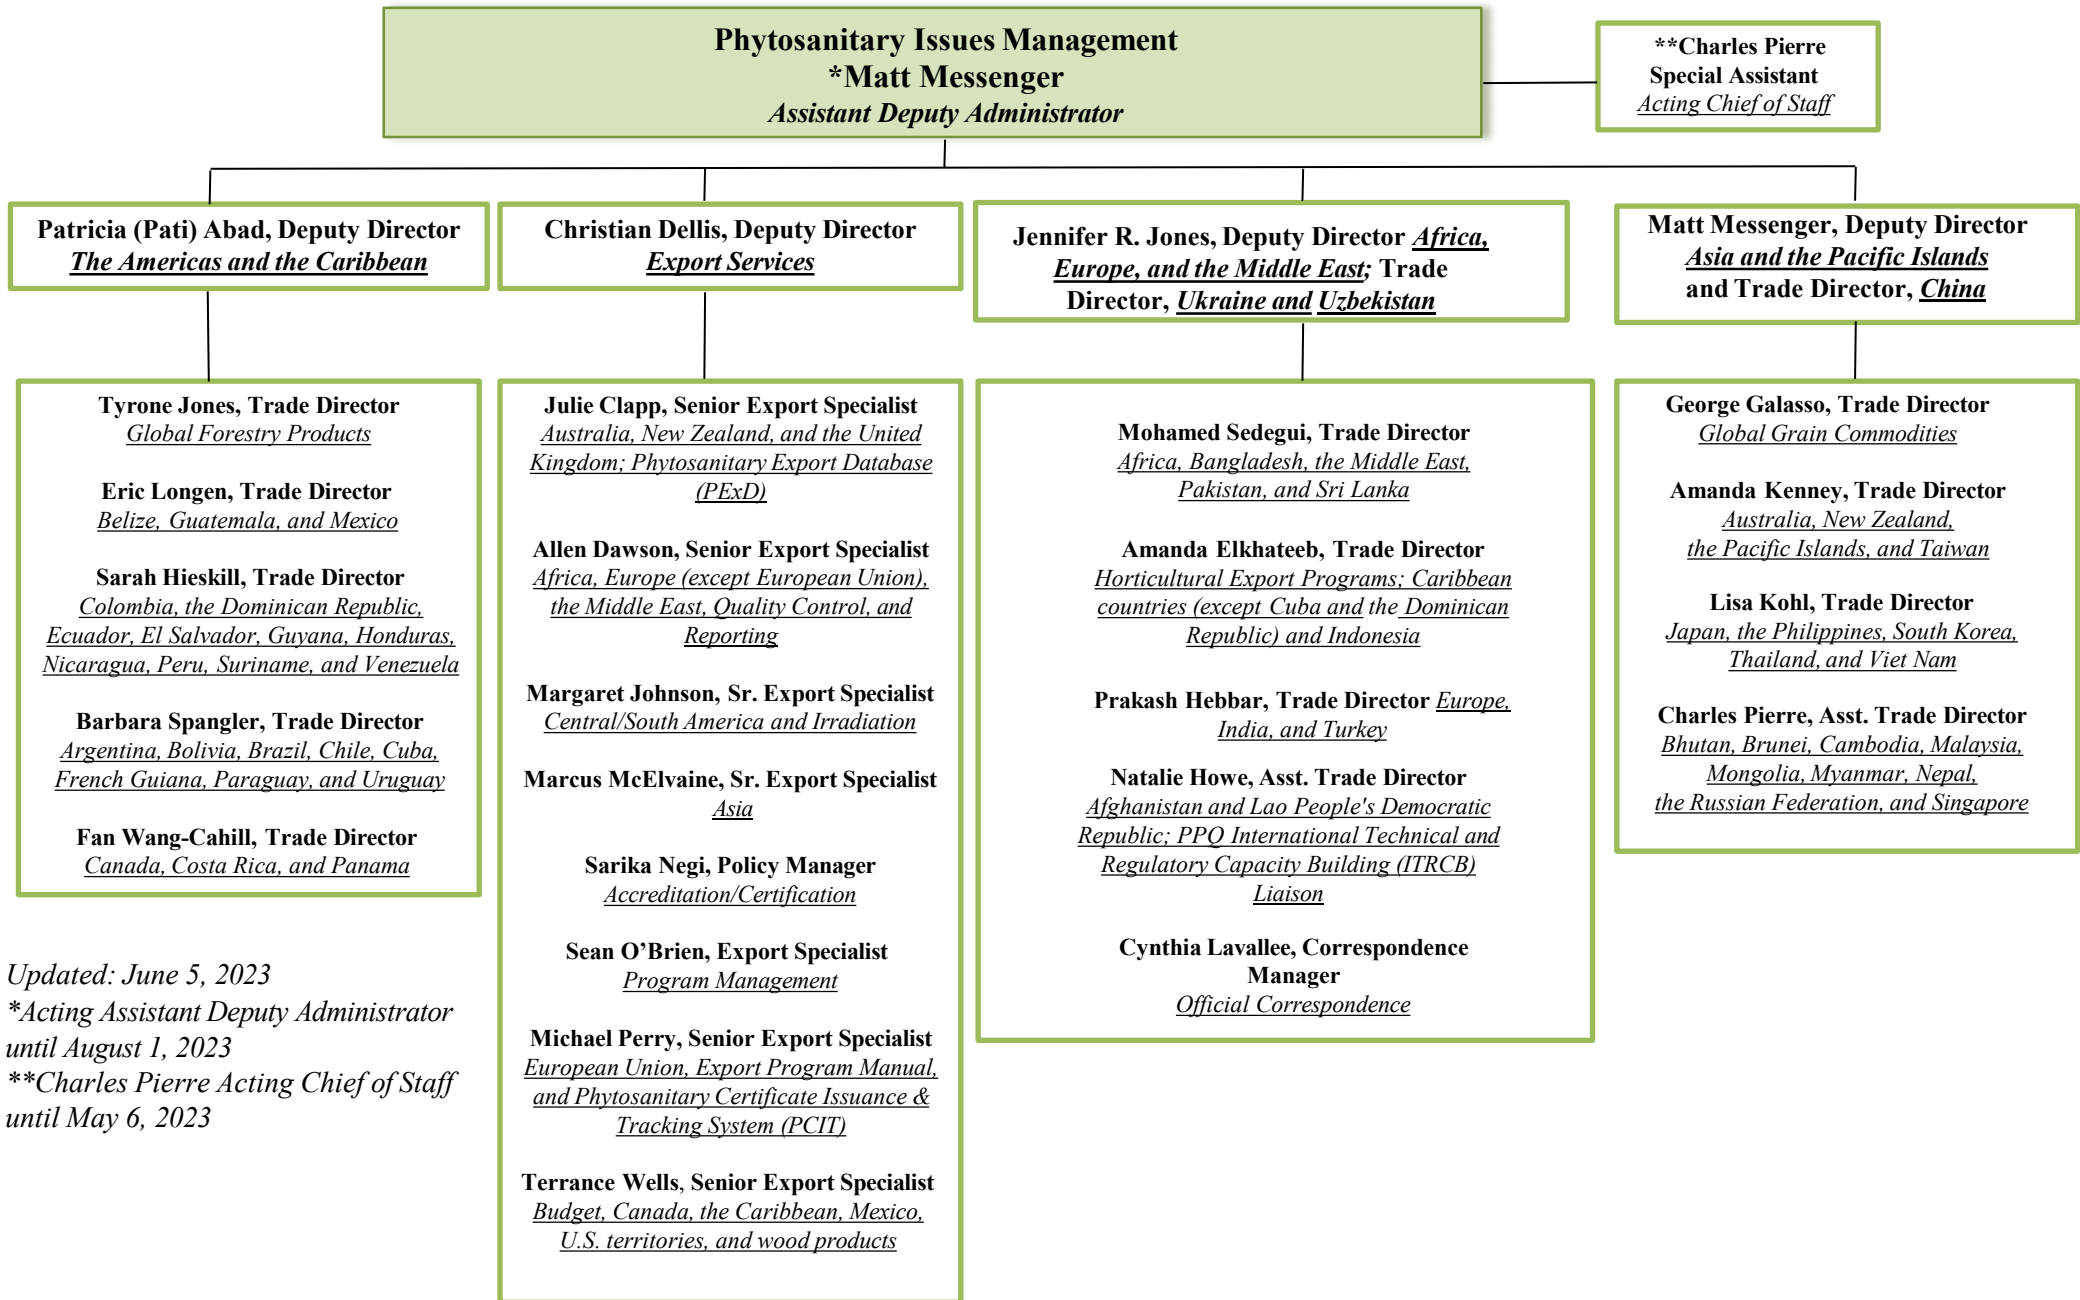 Phytosanitary Issues Management
*Matt Messenger
Assistant Deputy Administrator
**Charles Pierre
Special Assistant
Acting Chief of Staff
Patricia (Pati) Abad, Deputy Director
The Americas and the Caribbean
Christian Dellis, Deputy Director
Export Services
Jennifer R. Jones, Deputy Director Africa,
Europe, and the Middle East; Trade
Director, Ukraine and Uzbekistan
Matt Messenger, Deputy Director
Asia and the Pacific Islands
and Trade Director, China
Tyrone Jones, Trade Director
Global Forestry Products
Eric Longen, Trade Director
Belize, Guatemala, and Mexico
Sarah Hieskill, Trade Director
Colombia, the Dominican Republic,
Ecuador, El Salvador, Guyana, Honduras,
Nicaragua, Peru, Suriname, and Venezuela
Barbara Spangler, Trade Director
Argentina, Bolivia, Brazil, Chile, Cuba,
French Guiana, Paraguay, and Uruguay
Fan Wang-Cahill, Trade Director
Canada, Costa Rica, and Panama
Julie Clapp, Senior Export Specialist
Australia, New Zealand, and the United
Kingdom; Phytosanitary Export Database
(PExD)
Allen Dawson, Senior Export Specialist
Africa, Europe (except European Union),
the Middle East, Quality Control, and
Reporting
Margaret Johnson, Sr. Export Specialist
Central/South America and Irradiation
Marcus McElvaine, Sr. Export Specialist
Asia
Sarika Negi, Policy Manager
Accreditation/Certification
Sean O’Brien, Export Specialist
Program Management
Michael Perry, Senior Export Specialist
European Union, Export Program Manual,
and Phytosanitary Certificate Issuance &
Tracking System (PCIT)
Terrance Wells, Senior Export Specialist
Budget, Canada, the Caribbean, Mexico,
U.S. territories, and wood products
Mohamed Sedegui, Trade Director
Africa, Bangladesh, the Middle East,
Pakistan, and Sri Lanka
Amanda Elkhateeb, Trade Director
Horticultural Export Programs; Caribbean
countries (except Cuba and the Dominican
Republic) and Indonesia
Prakash Hebbar, Trade Director Europe,
India, and Turkey
Natalie Howe, Asst. Trade Director
Afghanistan and Lao People's Democratic
Republic; PPQ International Technical and
Regulatory Capacity Building (ITRCB)
Liaison
Cynthia Lavallee, Correspondence
Manager
Official Correspondence
George Galasso, Trade Director
Global Grain Commodities
Amanda Kenney, Trade Director
Australia, New Zealand,
the Pacific Islands, and Taiwan
Lisa Kohl, Trade Director
Japan, the Philippines, South Korea,
Thailand, and Viet Nam
Charles Pierre, Asst. Trade Director
Bhutan, Brunei, Cambodia, Malaysia,
Mongolia, Myanmar, Nepal,
the Russian Federation, and Singapore
Updated: June 5, 2023
*Acting Assistant Deputy Administrator
until August 1, 2023
**Charles Pierre Acting Chief of Staff
until May 6, 2023